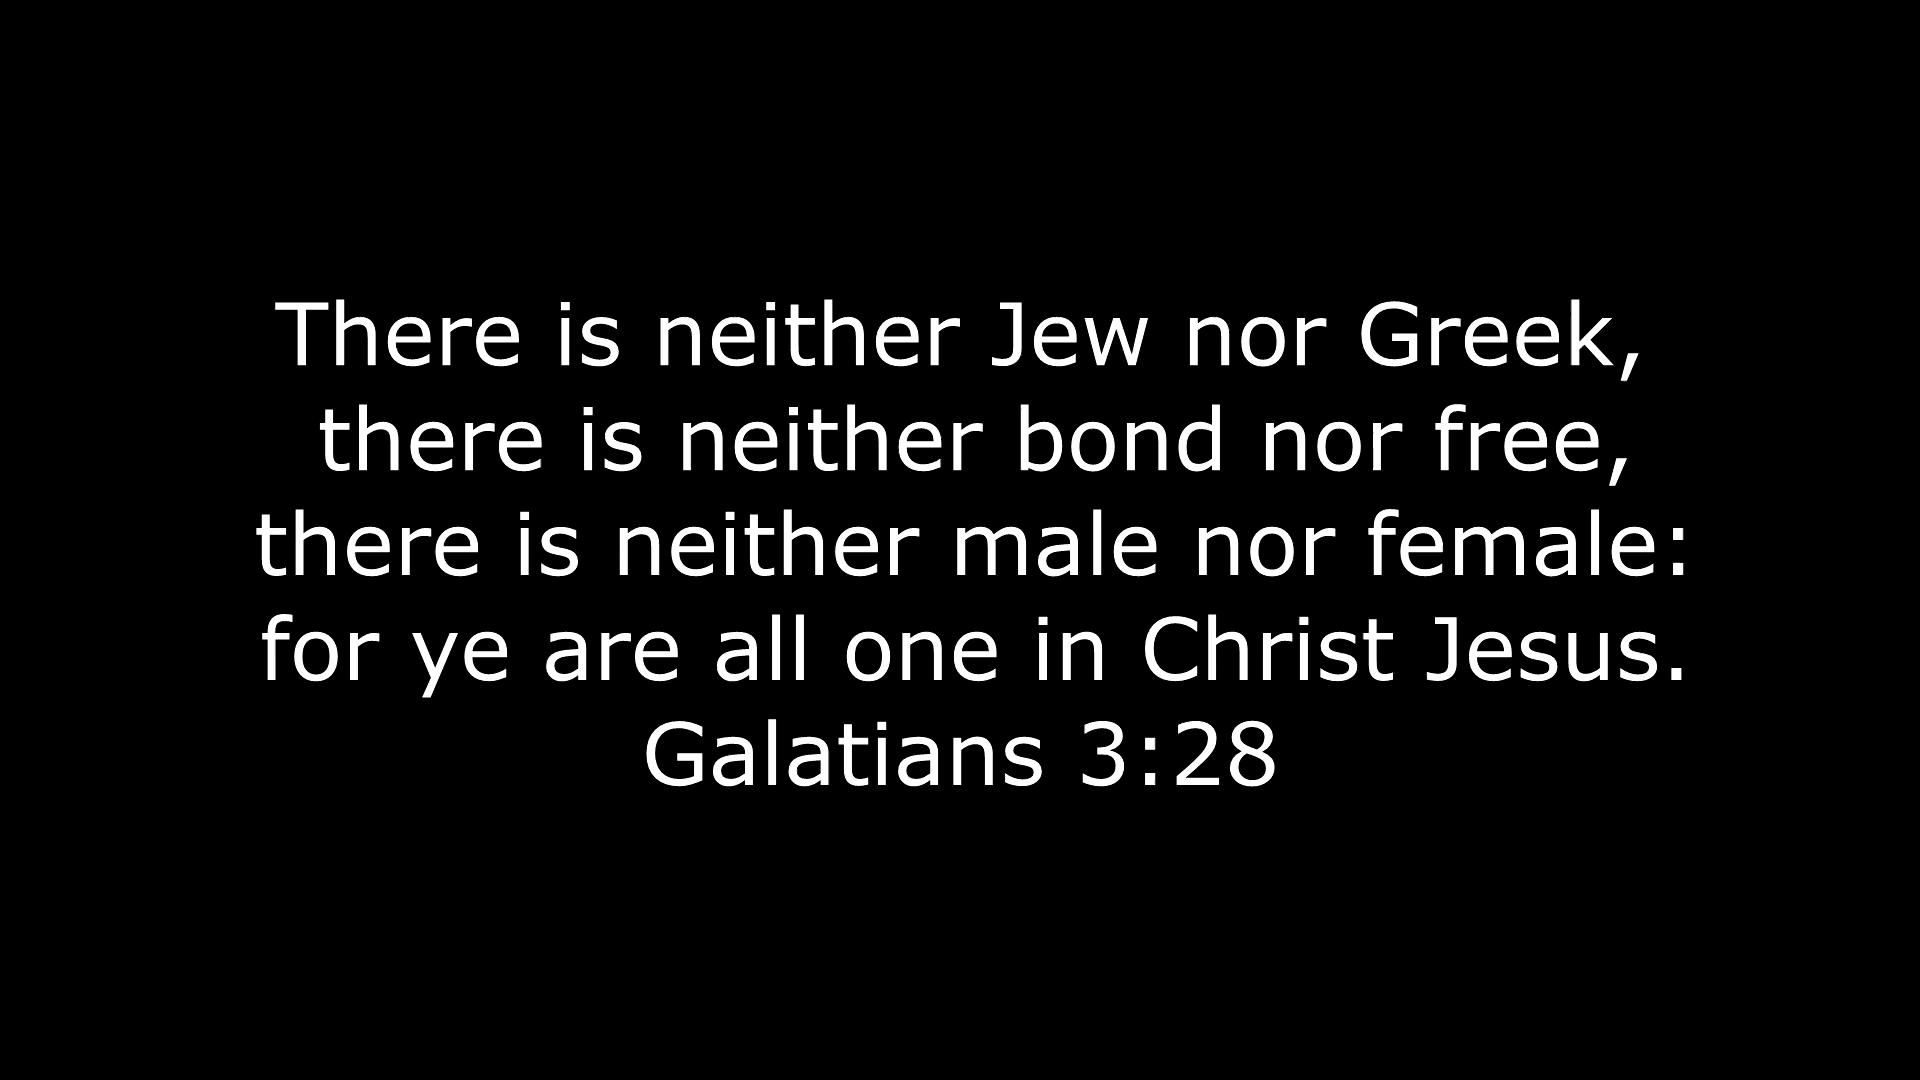 There is neither Jew nor Greek,
there is neither bond nor free,
there is neither male nor female:
for ye are all one in Christ Jesus.
Galatians 3:28